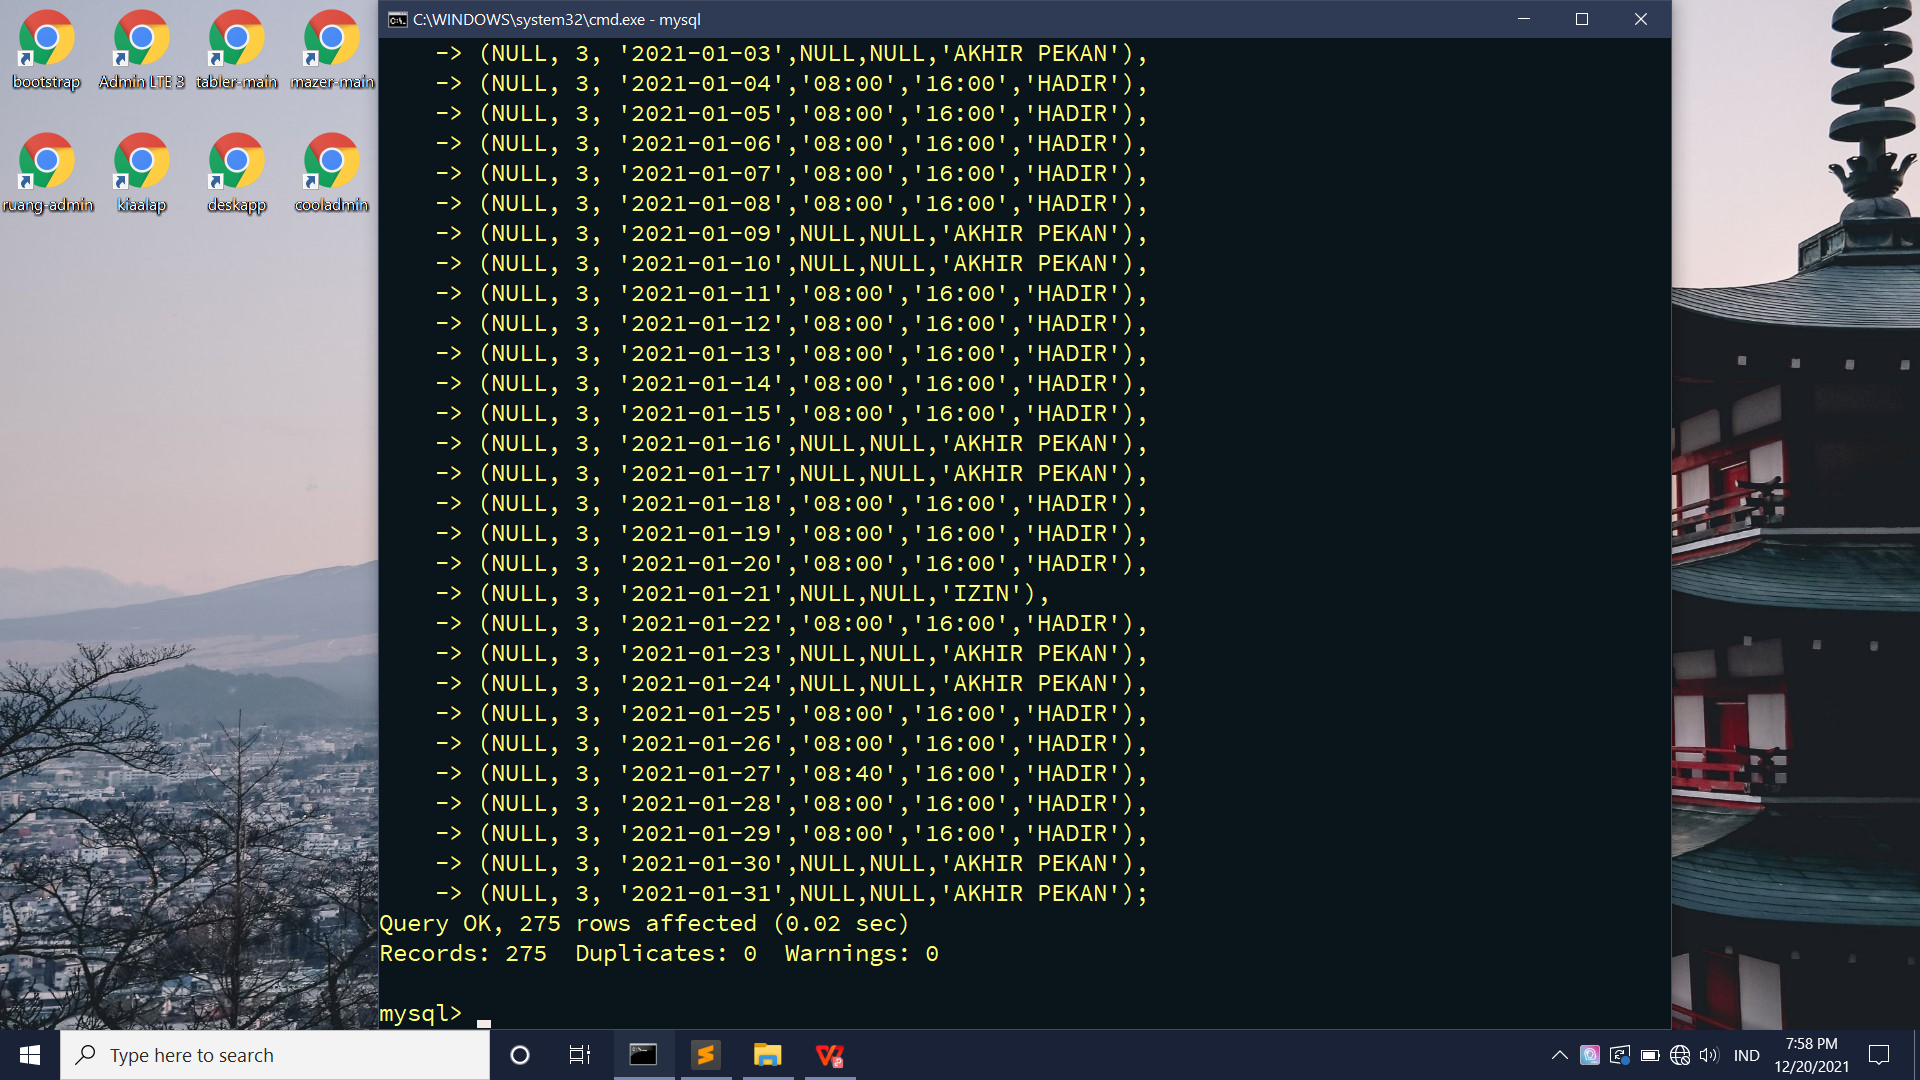 bootstrap
Admin LTE 3
tabler-main
mazer-main
ruang-admin
kiaalap
deskapp
cooladmin
C:\WINDOWS\system32\cmd.exe - mysql
-> (NULL, 3, '2021-01-03',NULL,NULL,'AKHIR PEKAN'),
-> (NULL, 3, '2021-01-04','08:00','16:00','HADIR'),
-> (NULL, 3, '2021-01-05','08:00','16:00','HADIR'),
-> (NULL, 3, '2021-01-06','08:00','16:00','HADIR'),
-> (NULL, 3, '2021-01-07','08:00','16:00','HADIR'),
-> (NULL, 3, '2021-01-08','08:00','16:00','HADIR'),
-> (NULL, 3, '2021-01-09',NULL,NULL,'AKHIR PEKAN'),
-> (NULL, 3, '2021-01-10',NULL,NULL,'AKHIR PEKAN'),
-> (NULL, 3, '2021-01-11','08:00','16:00','HADIR'),
-> (NULL, 3, '2021-01-12','08:00','16:00','HADIR'),
-> (NULL, 3, '2021-01-13','08:00','16:00','HADIR'),
-> (NULL, 3, '2021-01-14','08:00','16:00','HADIR'),
-> (NULL, 3, '2021-01-15','08:00','16:00','HADIR'),
-> (NULL, 3, '2021-01-16',NULL,NULL,'AKHIR PEKAN'),
-> (NULL, 3, '2021-01-17',NULL,NULL,'AKHIR PEKAN'),
-> (NULL, 3, '2021-01-18','08:00','16:00','HADIR'),
-> (NULL, 3, '2021-01-19','08:00','16:00','HADIR'),
-> (NULL, 3, '2021-01-20','08:00','16:00','HADIR'),
-> (NULL, 3, '2021-01-21',NULL,NULL,'IZIN'),
-> (NULL, 3, '2021-01-22','08:00','16:00','HADIR'),
-> (NULL, 3, '2021-01-23',NULL,NULL,'AKHIR PEKAN'),
-> (NULL, 3, '2021-01-24',NULL,NULL,'AKHIR PEKAN'),
-> (NULL, 3, '2021-01-25','08:00','16:00','HADIR'),
-> (NULL, 3, '2021-01-26','08:00','16:00','HADIR'),
-> (NULL, 3, '2021-01-27','08:40','16:00','HADIR'),
-> (NULL, 3, '2021-01-28','08:00','16:00','HADIR'),
-> (NULL, 3, '2021-01-29','08:00','16:00','HADIR'),
-> (NULL, 3, '2021-01-30',NULL,NULL,'AKHIR PEKAN'),
-> (NULL, 3, '2021-01-31',NULL,NULL,'AKHIR PEKAN');
Query OK, 275 rows affected (0.02 sec)
Records: 275  Duplicates: 0  Warnings: 0
mysql>
Type here to search
IND
7:58 PM
12/20/2021